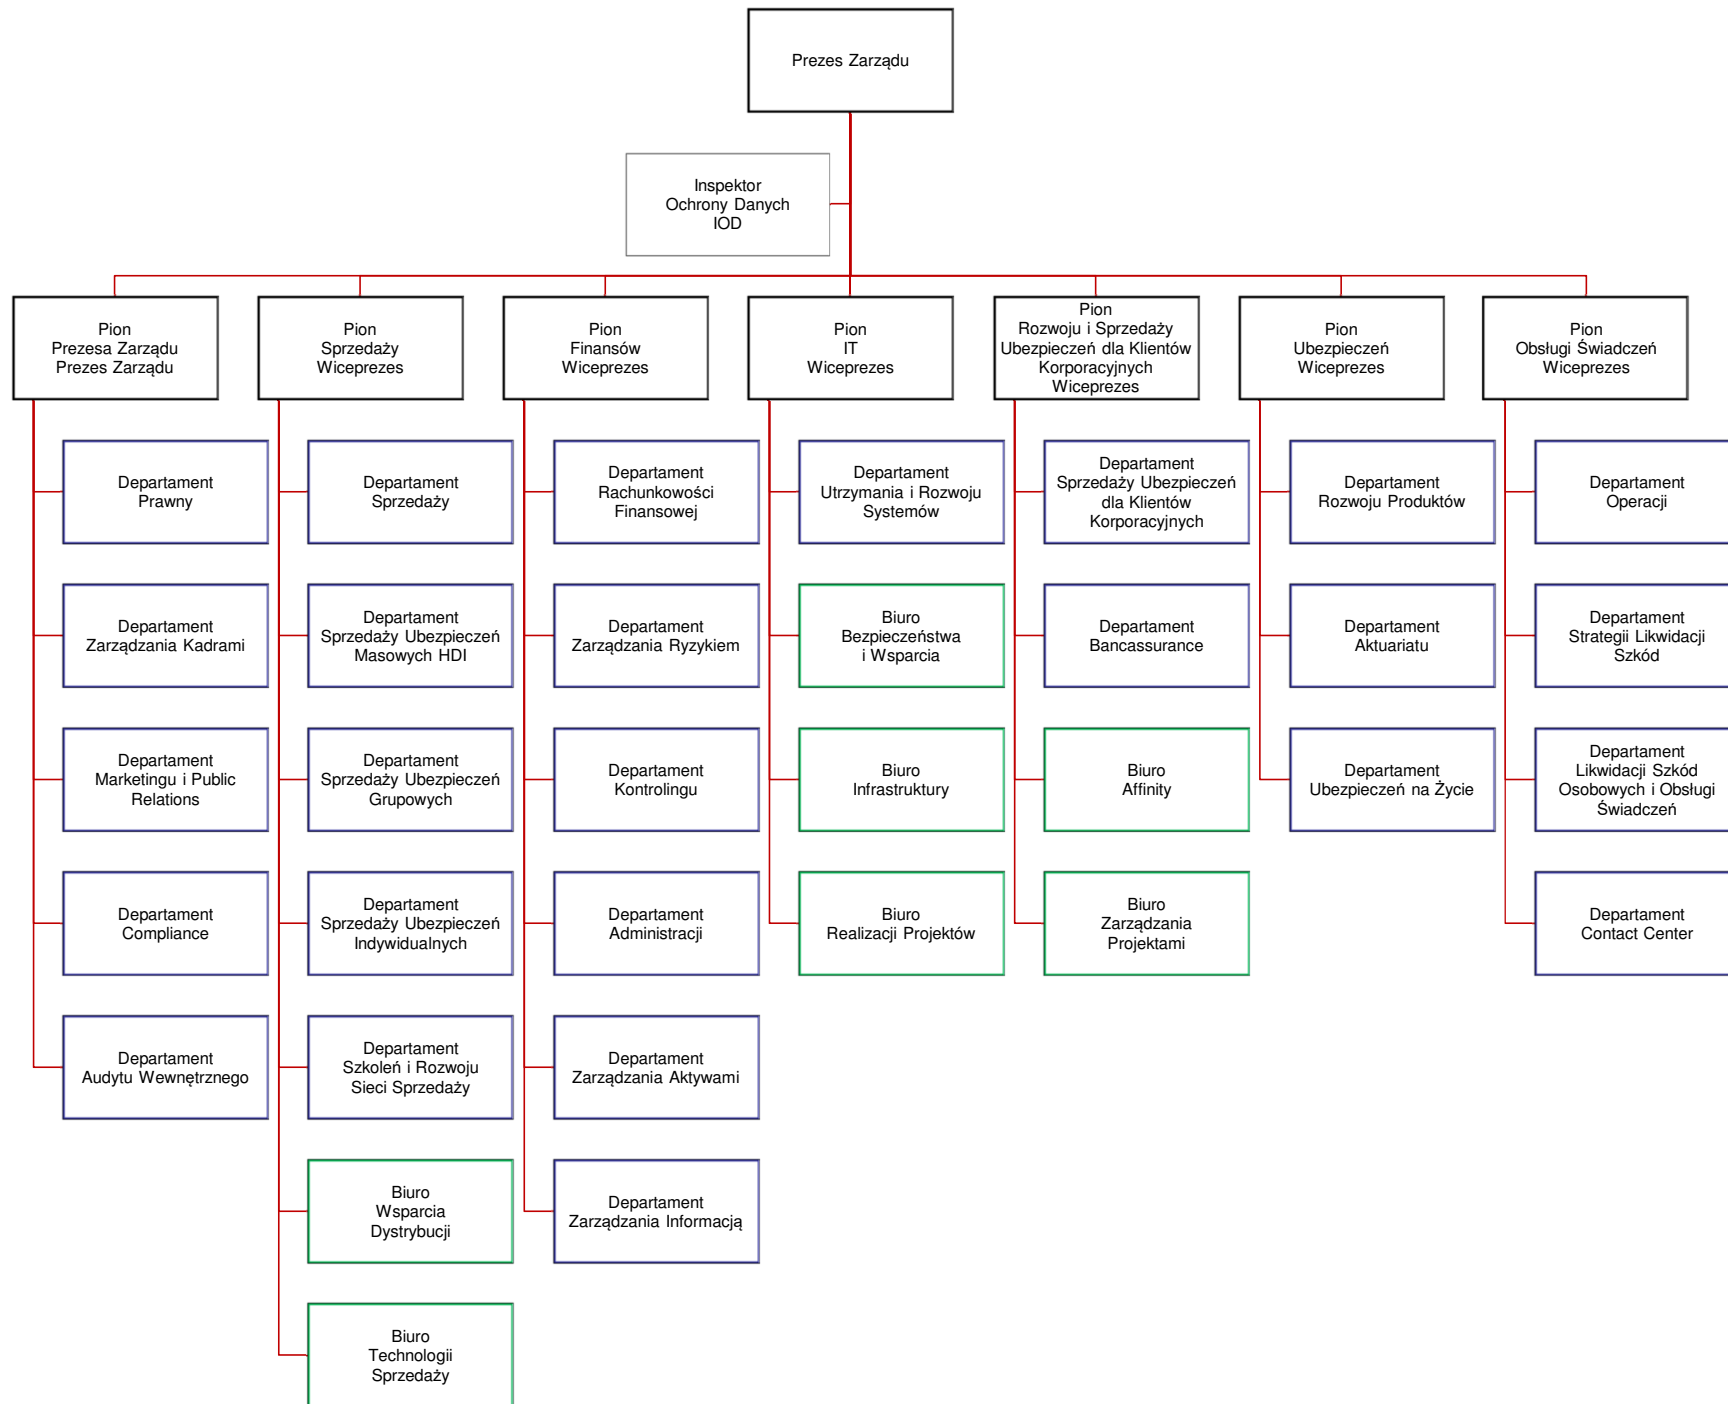 Prezes Zarządu
Inspektor
Ochrony Danych
IOD
Pion
Prezesa Zarządu
Prezes Zarządu
Pion
Sprzedaży
Wiceprezes
Pion
Finansów
Wiceprezes
Pion
IT
Wiceprezes
Pion
Rozwoju i Sprzedaży
Ubezpieczeń dla Klientów
Korporacyjnych
Wiceprezes
Pion
Ubezpieczeń
Wiceprezes
Pion
Obsługi Świadczeń
Wiceprezes
Departament
Prawny
Departament
Zarządzania Kadrami
Departament
Marketingu i Public
Relations
Departament
Compliance
Departament
Audytu Wewnętrznego
Departament
Sprzedaży
Departament
Sprzedaży Ubezpieczeń
Masowych HDI
Departament
Sprzedaży Ubezpieczeń
Grupowych
Departament
Sprzedaży Ubezpieczeń
Indywidualnych
Departament
Szkoleń i Rozwoju
Sieci Sprzedaży
Biuro
Wsparcia
Dystrybucji
Biuro
Technologii
Sprzedaży
Departament
Rachunkowości
Finansowej
Departament
Zarządzania Ryzykiem
Departament
Kontrolingu
Departament
Administracji
Departament
Zarządzania Aktywami
Departament
Zarządzania Informacją
Departament
Utrzymania i Rozwoju
Systemów
Biuro
Bezpieczeństwa
i Wsparcia
Biuro
Infrastruktury
Biuro
Realizacji Projektów
Departament
Sprzedaży Ubezpieczeń
dla Klientów
Korporacyjnych
Departament
Bancassurance
Biuro
Affinity
Biuro
Zarządzania
Projektami
Departament
Rozwoju Produktów
Departament
Aktuariatu
Departament
Ubezpieczeń na Życie
Departament
Operacji
Departament
Strategii Likwidacji
Szkód
Departament
Likwidacji Szkód
Osobowych i Obsługi
Świadczeń
Departament
Contact Center